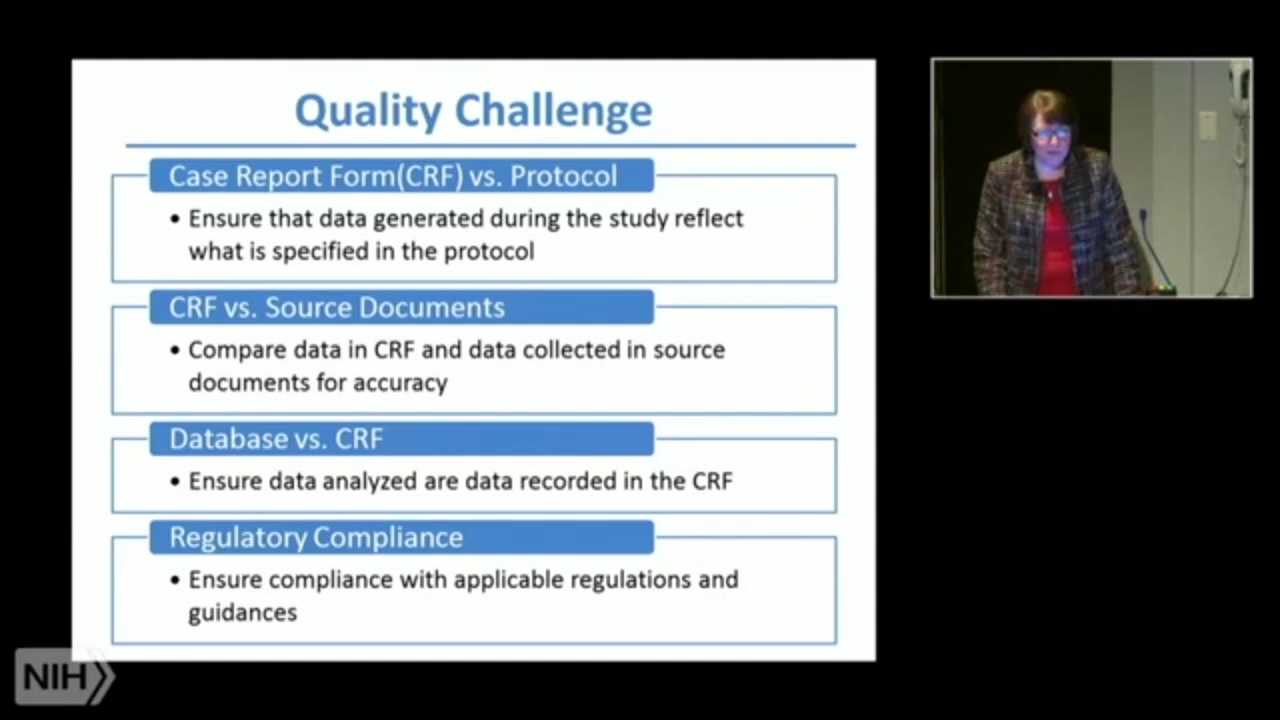 Quality Challenge
Case Report Form(CRF) vs. Protocol
• Ensure that data generated during the study reflect
what is specified in the protocol
CRF vs. Source Documents
• Compare data in CRF and data collected in source
documents for accuracy
Database vs. CRF
• Ensure data analyzed are data recorded in the CRF
Regulatory Compliance
• Ensure compliance with applicable regulations and
guidances
NIH